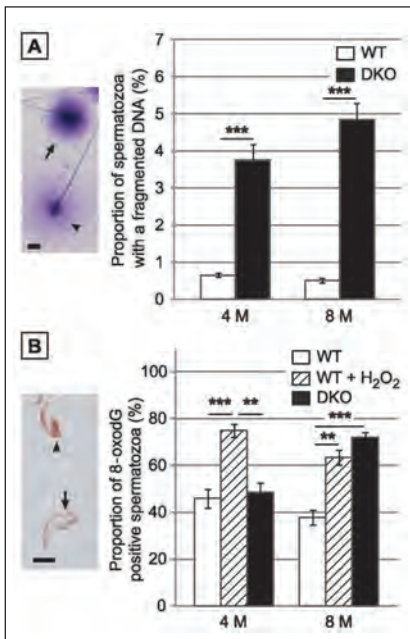 A
Proportion of spermatozoa
with a fragmented DNA (%)
7
6
5
4
3
2
1
0
WT
DKO
***
***
4 M
8 M
B
Proportion of 8-oxodG
positive spermatozoa (%)
100
80
60
40
20
0
WT
WT + H₂O₂
DKO
*** **
***
**
4 M
8 M